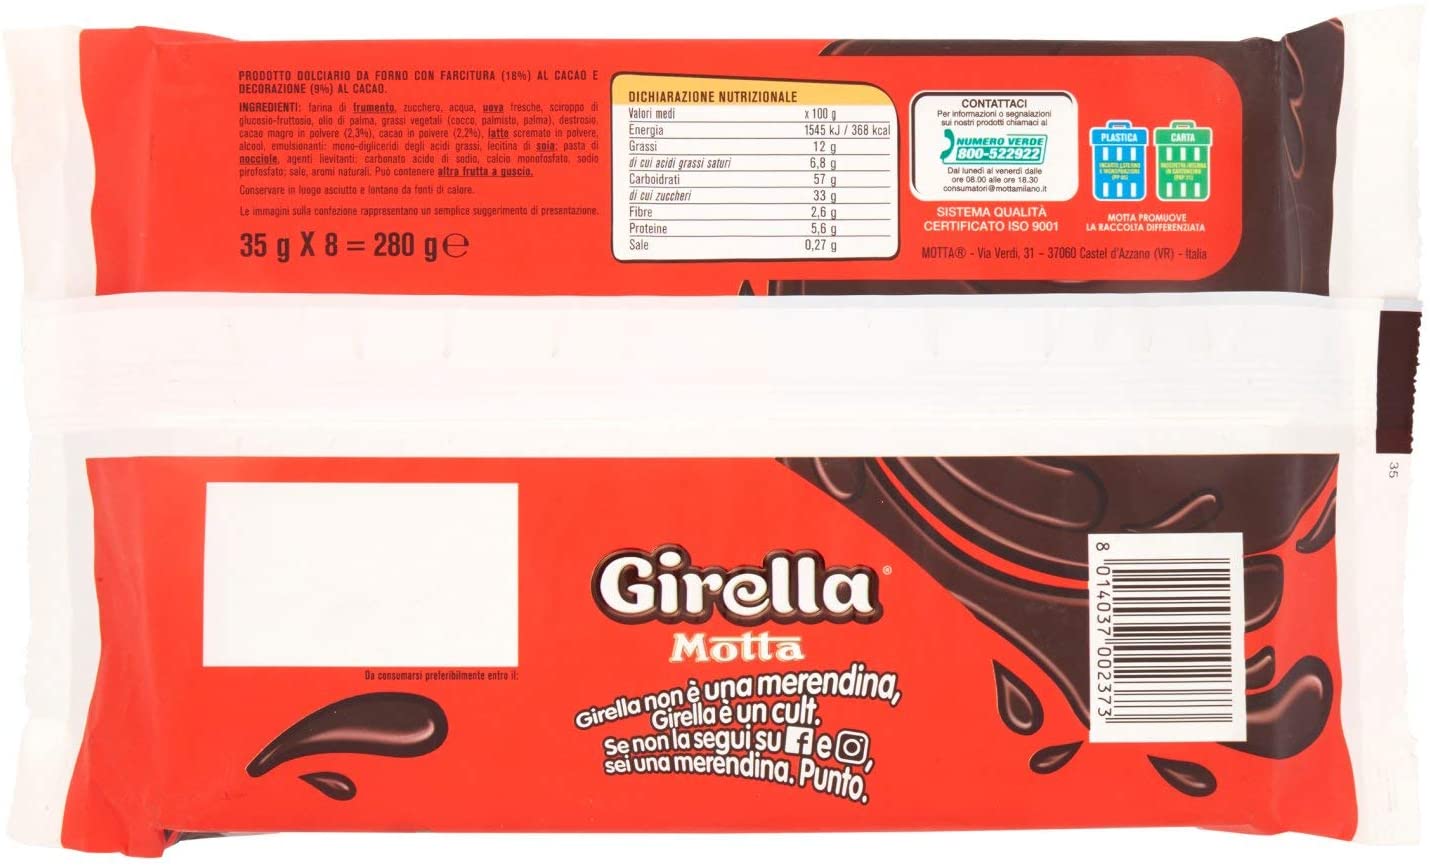 PRODOTTO DOLCIARIO DA FORNO CON FARCITURA (18%) AL CACAO E
DECORAZIONE (9%) AL CACAO.
INGREDIENTI: farina di frumento, zucchero, acqua, uova fresche, sciroppo di
glucosio-fruttosio, olio di palma, grassi vegetali (cocco, palmisto, palma), destrosio,
cacao magro in polvere (2,3%), cacao in polvere (2,2%), latte scremato in polvere,
alcool, emulsionanti: mono-digliceridi degli acidi grassi, lecitina di soia; pasta di
nocciole, agenti lievitanti: carbonato acido di sodio, calcio monofosfato, sodio
pirofosfato; sale, aromi naturali. Può contenere altra frutta a guscio.
Conservare in luogo asciutto e lontano da fonti di calore.
Le immagini sulla confezione rappresentano un semplice suggerimento di presentazione.
35 g X 8 = 280 g e
DICHIARAZIONE NUTRIZIONALE
Valori medi x 100 g
Energia 1545 kJ / 368 kcal
Grassi 12 g
di cui acidi grassi saturi 6,8 g
Carboidrati 57 g
di cui zuccheri 33 g
Fibre 2,6 g
Proteine 5,6 g
Sale 0,27 g
CONTATTACI
Per informazioni o segnalazioni
sui nostri prodotti chiamaci al
NUMERO VERDE
800-522922
Dal lunedì al venerdì dalle
ore 08.00 alle ore 18.30
consumatori@mottamilano.it
SISTEMA QUALITÀ
CERTIFICATO ISO 9001
PLASTICA
INCARTO ESTERNO
E MONOPORZIONE
(PP 05)
CARTA
IN CARTONCINO
(PAP 21)
MOTTA PROMUOVE
LA RACCOLTA DIFFERENZIATA
MOTTA® - Via Verdi, 31 - 37060 Castel d'Azzano (VR) - Italia
35
Da consumarsi preferibilmente entro il:
Girella®
Motta
Girella non è una merendina,
Girella è un cult.
Se non la segui su f e
,
sei una merendina. Punto.
8 014037 002373